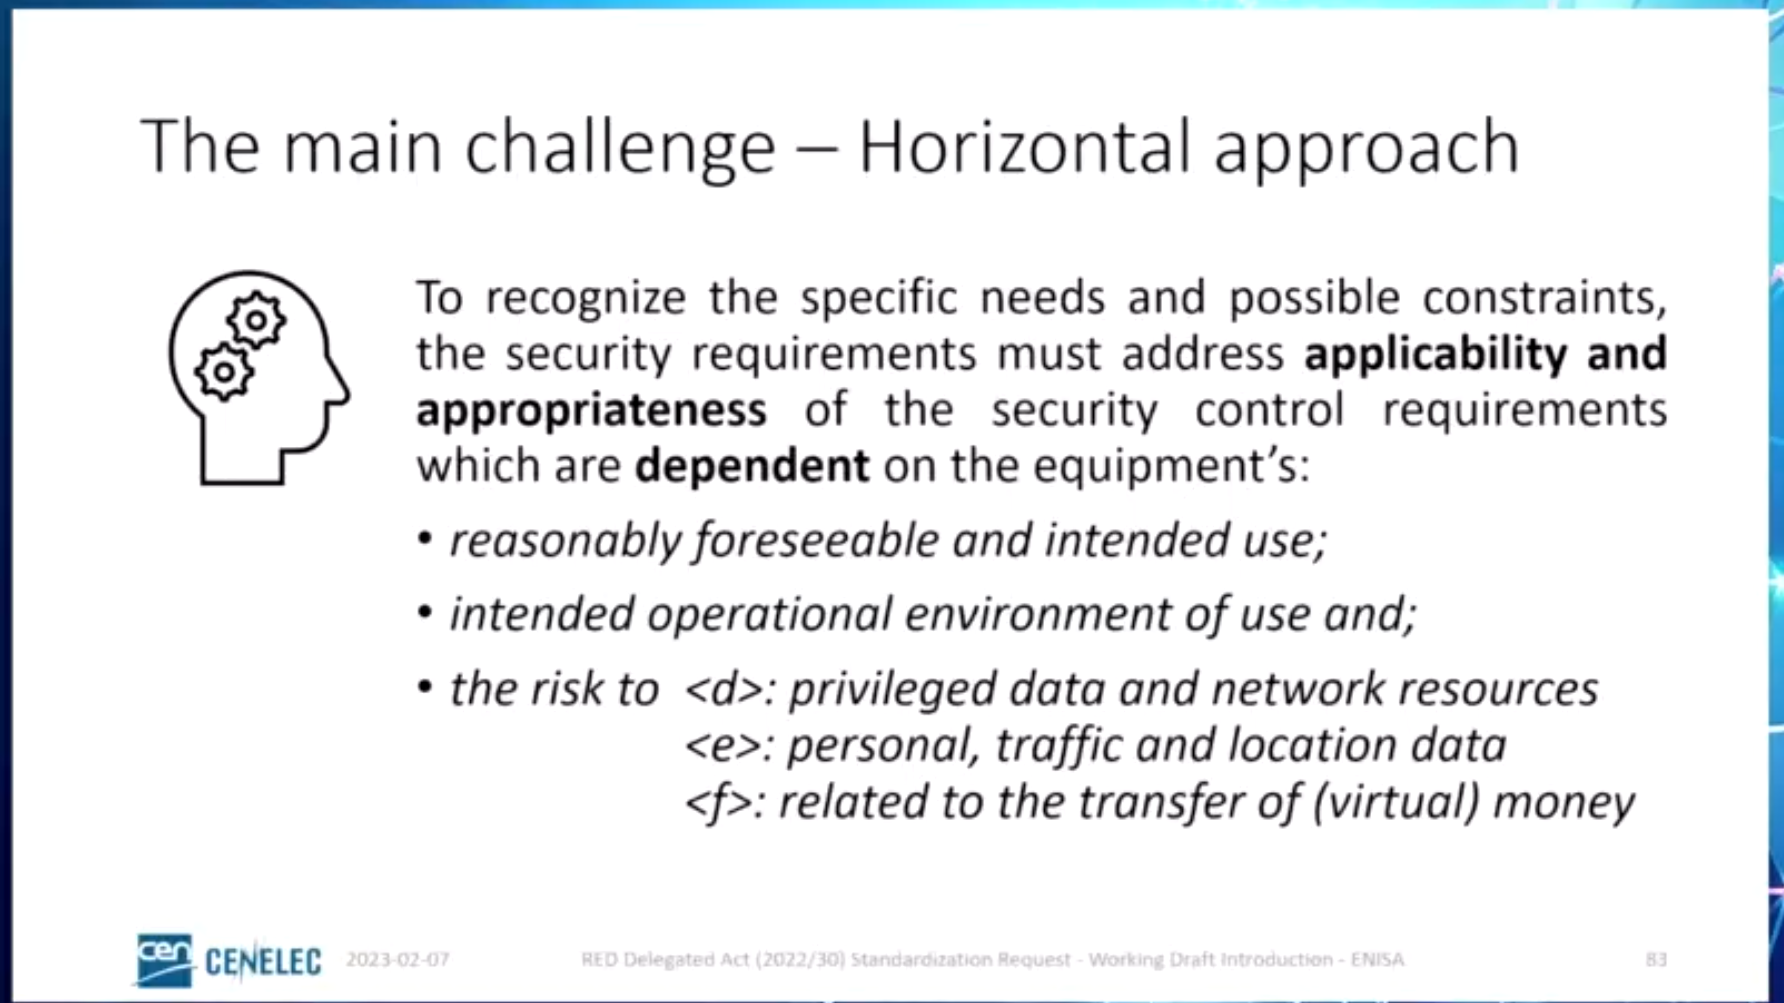 The main challenge – Horizontal approach
To recognize the specific needs and possible constraints,
the security requirements must address applicability and
appropriateness of the security control requirements
which are dependent on the equipment's:
• reasonably foreseeable and intended use;
• intended operational environment of use and;
• the risk to <d>: privileged data and network resources
<e>: personal, traffic and location data
<f>: related to the transfer of (virtual) money
cen CENELEC 2023-02-07 RED Delegated Act (2022/30) Standardization Request - Working Draft Introduction - ENISA 83